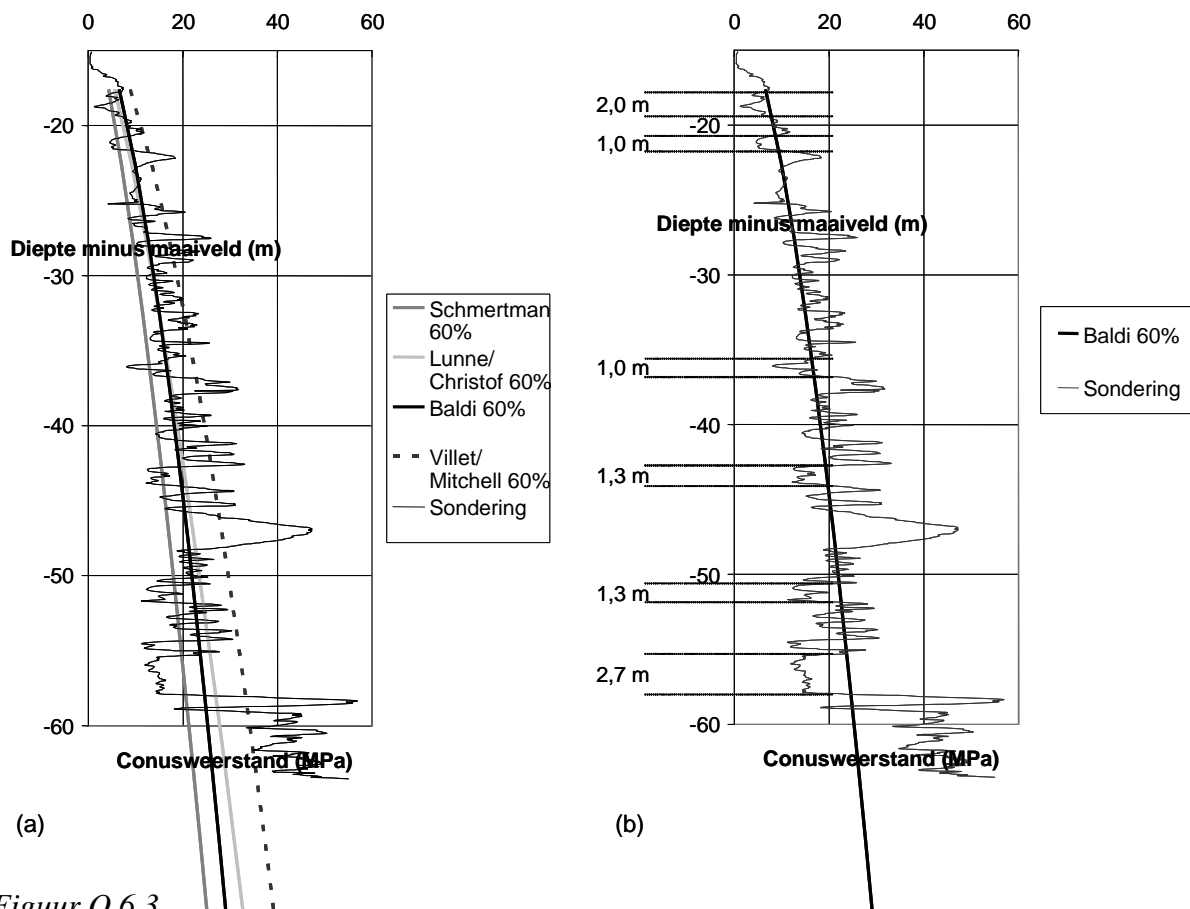 0 20 40 60
-20
-30
-40
-50
-60
Diepte minus maaiveld (m)
Conusweerstand (MPa)
Schmertman
60%
Lunne/
Christof 60%
Baldi 60%
Villet/
Mitchell 60%
Sondering
(a)
0 20 40 60
2,0 m
-20
1,0 m
Diepte minus maaiveld (m)
-30
1,0 m
-40
1,3 m
-50
1,3 m
2,7 m
-60
Conusweerstand (MPa)
Baldi 60%
Sondering
(b)
Figuur O.6.3